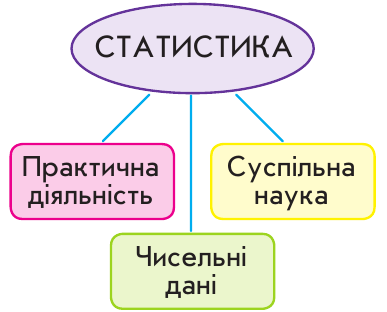 СТАТИСТИКА
Практична
діяльність
Суспільна
наука
Чисельні
дані